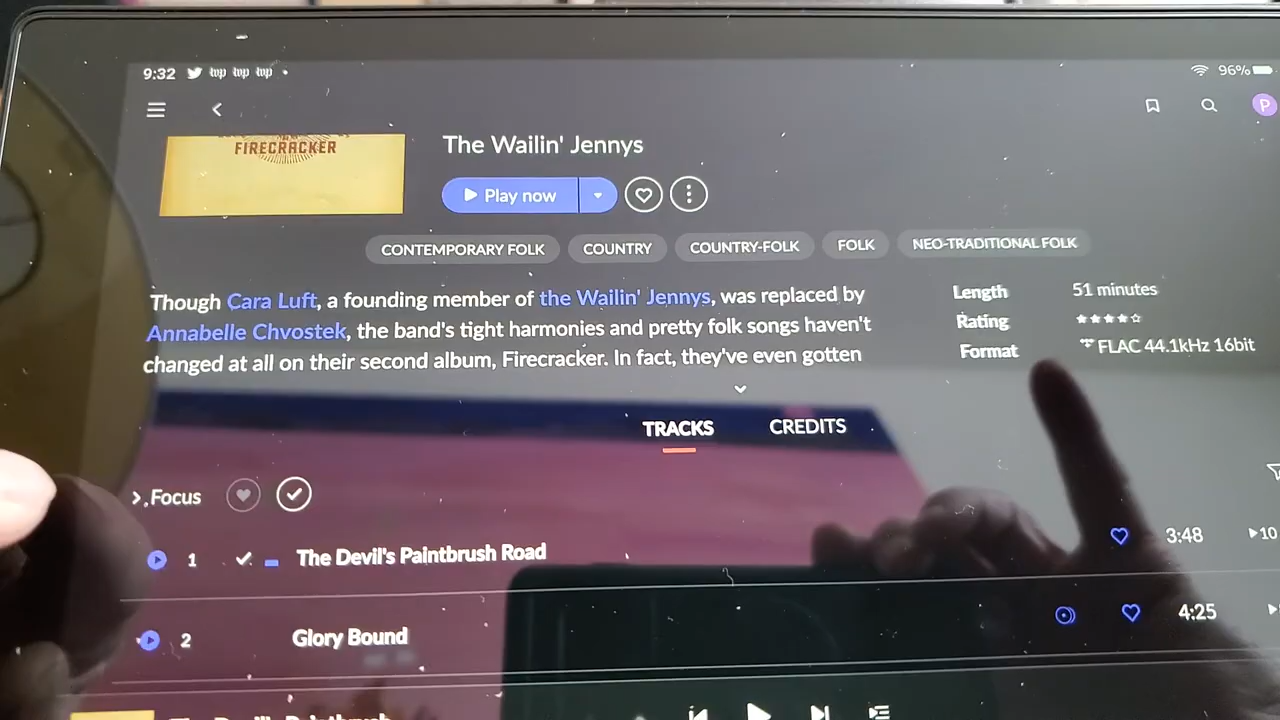 9:32 96%
P
FIRECRACKER
The Wailin' Jennys
Play now
CONTEMPORARY FOLK COUNTRY COUNTRY-FOLK FOLK NEO-TRADITIONAL FOLK
Though Cara Luft, a founding member of the Wailin' Jennys, was replaced by
Annabelle Chvostek, the band's tight harmonies and pretty folk songs haven't
changed at all on their second album, Firecracker. In fact, they've even gotten
Length 51 minutes
Rating
Format FLAC 44.1kHz 16bit
TRACKS CREDITS
Focus
1 The Devil's Paintbrush Road 3:48 10
2 Glory Bound 4:25
The Devil's Paintbrush